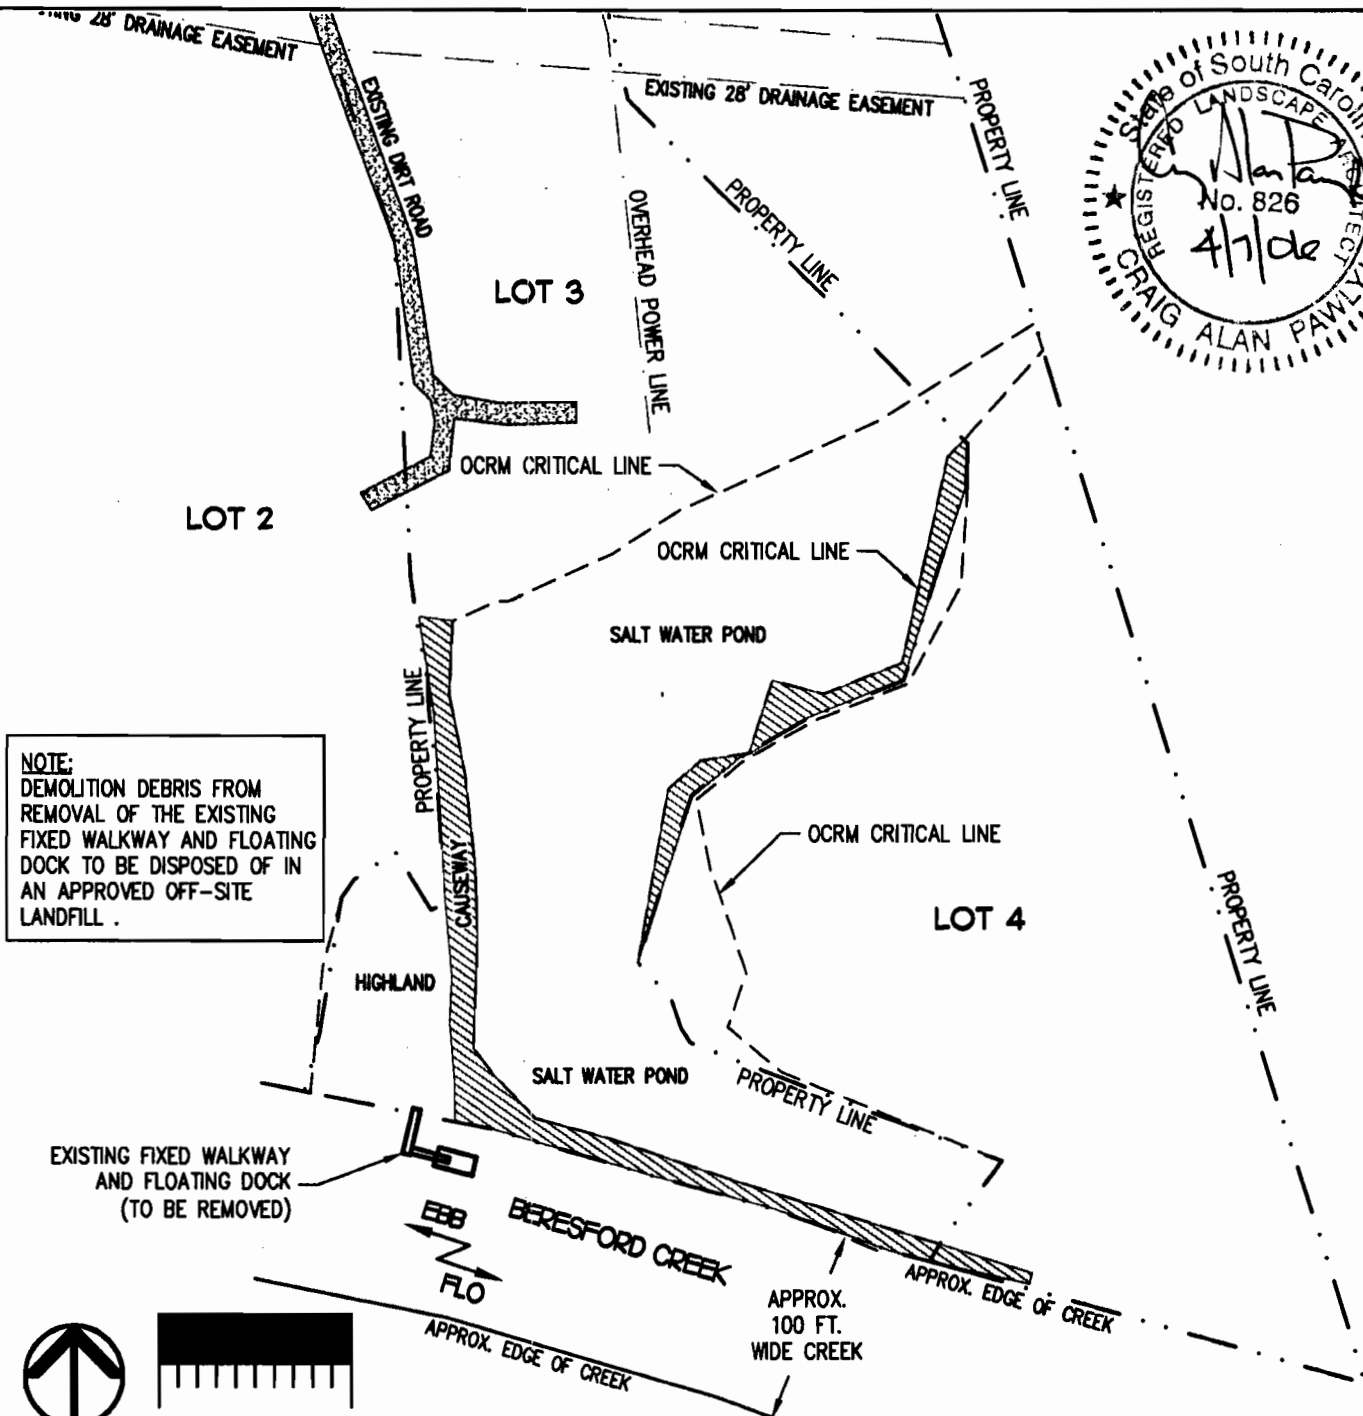 28' DRAINAGE EASEMENT
EXISTING 28' DRAINAGE EASEMENT
EXISTING DIRT ROAD
PROPERTY LINE
PROPERTY LINE
OVERHEAD POWER LINE
State of South Carolin
REGISTERED LANDSCAPE ARCHITECT
No. 826
CRAIG ALAN PAWL
LOT 3
OCRM CRITICAL LINE
LOT 2
OCRM CRITICAL LINE
SALT WATER POND
PROPERTY LINE
NOTE:
DEMOLITION DEBRIS FROM
REMOVAL OF THE EXISTING
FIXED WALKWAY AND FLOATING
DOCK TO BE DISPOSED OF IN
AN APPROVED OFF-SITE
LANDFILL .
CAUSEWAY
OCRM CRITICAL LINE
LOT 4
PROPERTY LINE
HIGHLAND
SALT WATER POND
PROPERTY LINE
EXISTING FIXED WALKWAY
AND FLOATING DOCK
(TO BE REMOVED)
EBB
FLO
BERESFORD CREEK
APPROX. EDGE OF CREEK
APPROX.
100 FT.
WIDE CREEK
APPROX. EDGE OF CREEK